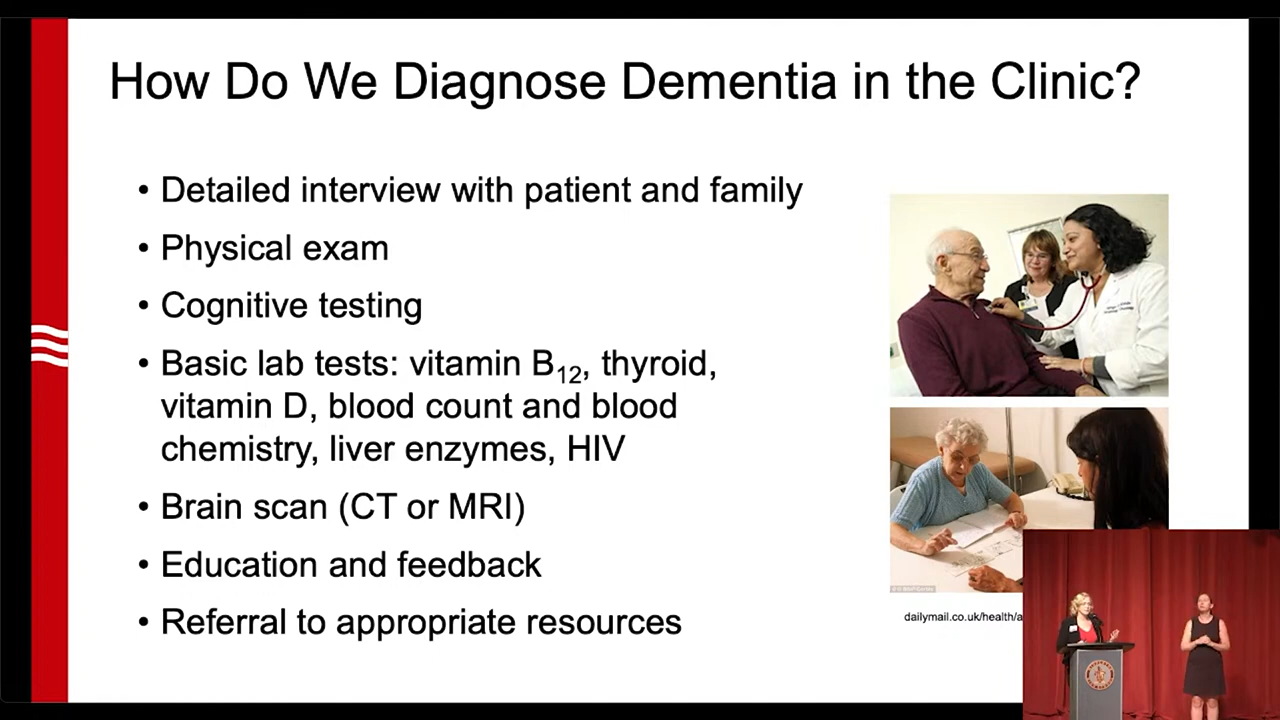 How Do We Diagnose Dementia in the Clinic?
• Detailed interview with patient and family
• Physical exam
• Cognitive testing
• Basic lab tests: vitamin B12, thyroid,
vitamin D, blood count and blood
chemistry, liver enzymes, HIV
• Brain scan (CT or MRI)
• Education and feedback
• Referral to appropriate resources
dailymail.co.uk/health/a